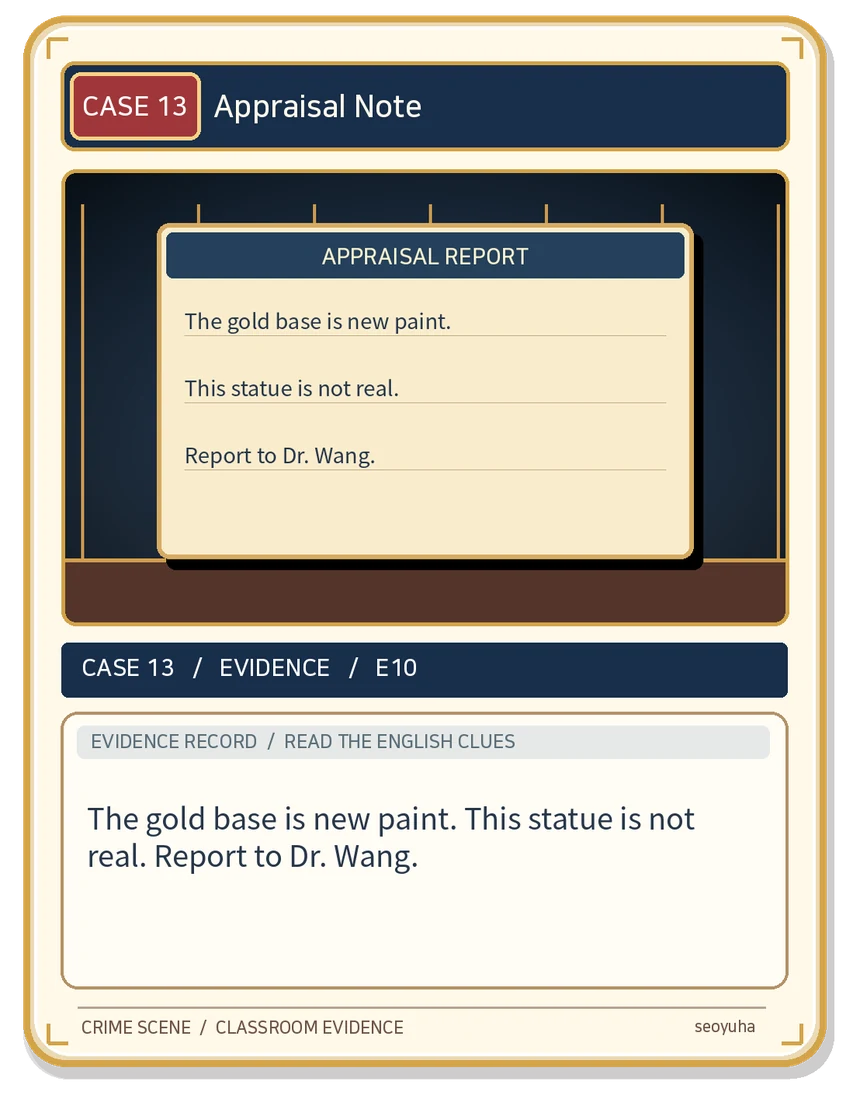 CASE 13 Appraisal Note
APPRAISAL REPORT
The gold base is new paint.
This statue is not real.
Report to Dr. Wang.
CASE 13 / EVIDENCE / E10
EVIDENCE RECORD / READ THE ENGLISH CLUES
The gold base is new paint. This statue is not
real. Report to Dr. Wang.
CRIME SCENE / CLASSROOM EVIDENCE
seoyuha